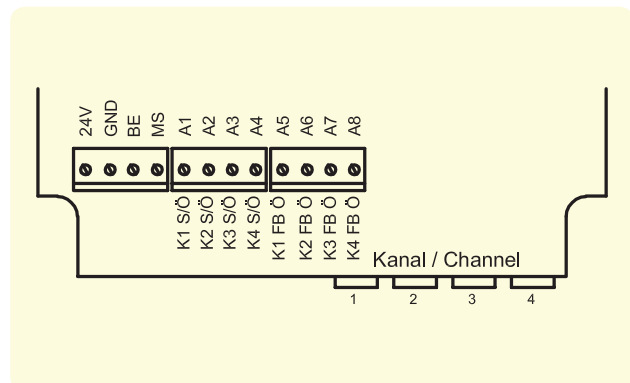 24V GND BE MS A1 A2 A3 A4 A5 A6 A7 A8
K1 S/Ö K2 S/Ö K3 S/Ö K4 S/Ö K1 FB Ö K2 FB Ö K3 FB Ö K4 FB Ö
Kanal / Channel
1 2 3 4